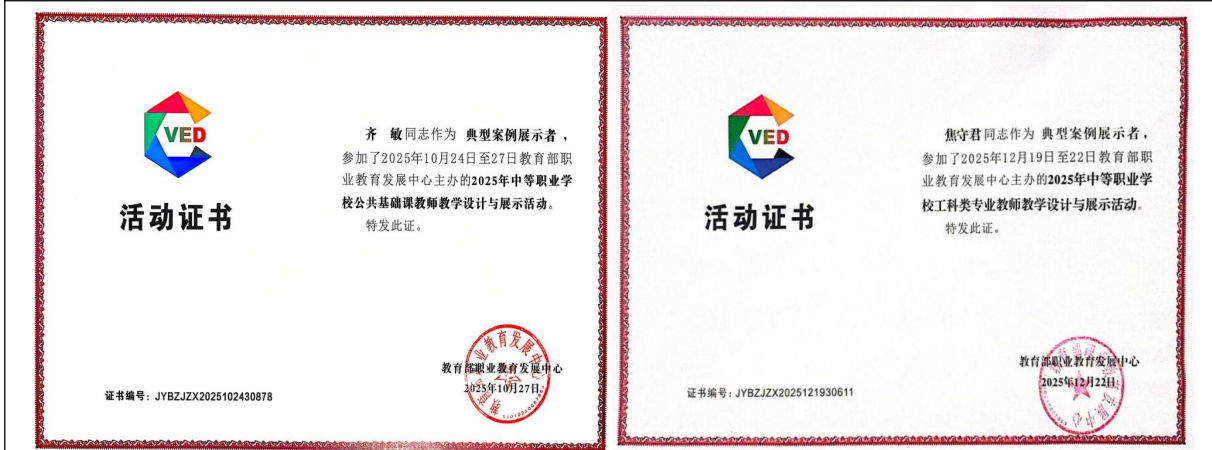 VED
活动证书
齐 敏同志作为 典型案例展示者，
参加了2025年10月24日至27日教育部职
业教育发展中心主办的2025年中等职业学
校公共基础课教师教学设计与展示活动。
特发此证。
教育部职业教育发展中心
2025年10月27日
证书编号：JYBZJZX2025102430878
VED
活动证书
焦守君同志作为 典型案例展示者，
参加了2025年12月19日至22日教育部职
业教育发展中心主办的2025年中等职业学
校工科类专业教师教学设计与展示活动。
特发此证。
教育部职业教育发展中心
2025年12月22日
证书编号：JYBZJZX2025121930611